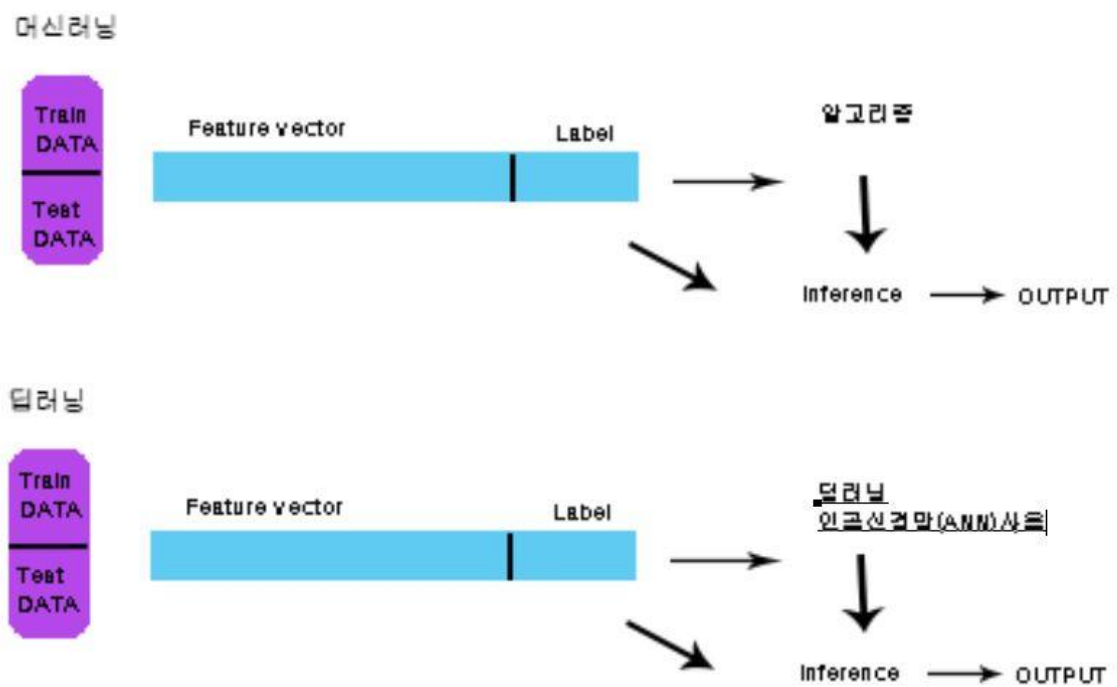 머신러닝
Train
DATA
Test
DATA
Feature vector
Label
알고리즘
Inference
OUTPUT
딥러닝
Train
DATA
Test
DATA
Feature vector
Label
딥러닝
인공신경망(ANN)사용
Inference
OUTPUT